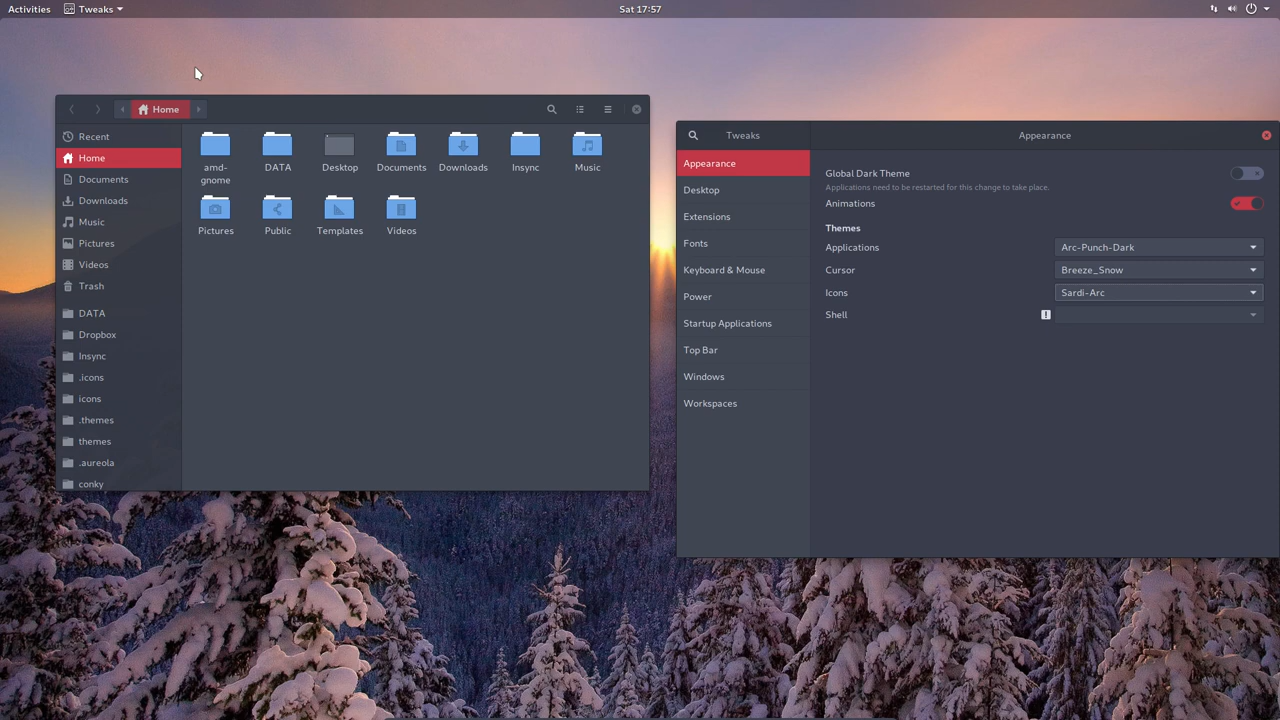 Activities
Tweaks
Sat 17:57
Home
Recent
Home
Documents
Downloads
Music
Pictures
Videos
Trash
DATA
Dropbox
Insync
.icons
icons
.themes
themes
.aureola
conky
amd-
gnome
DATA
Desktop
Documents
Downloads
Insync
Music
Pictures
Public
Templates
Videos
Tweaks
Appearance
Appearance
Desktop
Extensions
Fonts
Keyboard & Mouse
Power
Startup Applications
Top Bar
Windows
Workspaces
Global Dark Theme
Applications need to be restarted for this change to take place.
Animations
Themes
Applications
Arc-Punch-Dark
Cursor
Breeze_Snow
Icons
Sardi-Arc
Shell